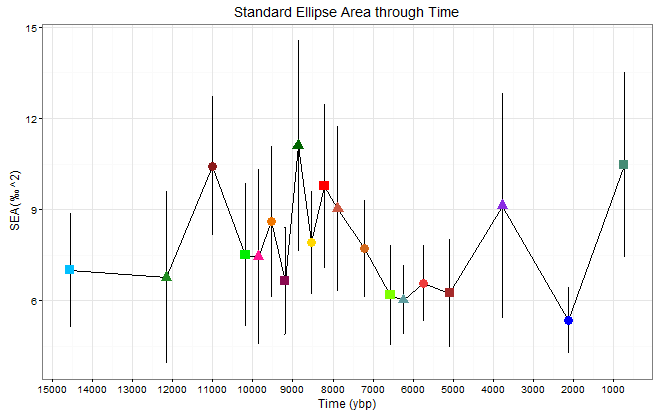 Standard Ellipse Area through Time
15
12
9
6
SEA(‰^2)
15000 14000 13000 12000 11000 10000 9000 8000 7000 6000 5000 4000 3000 2000 1000
Time (ybp)